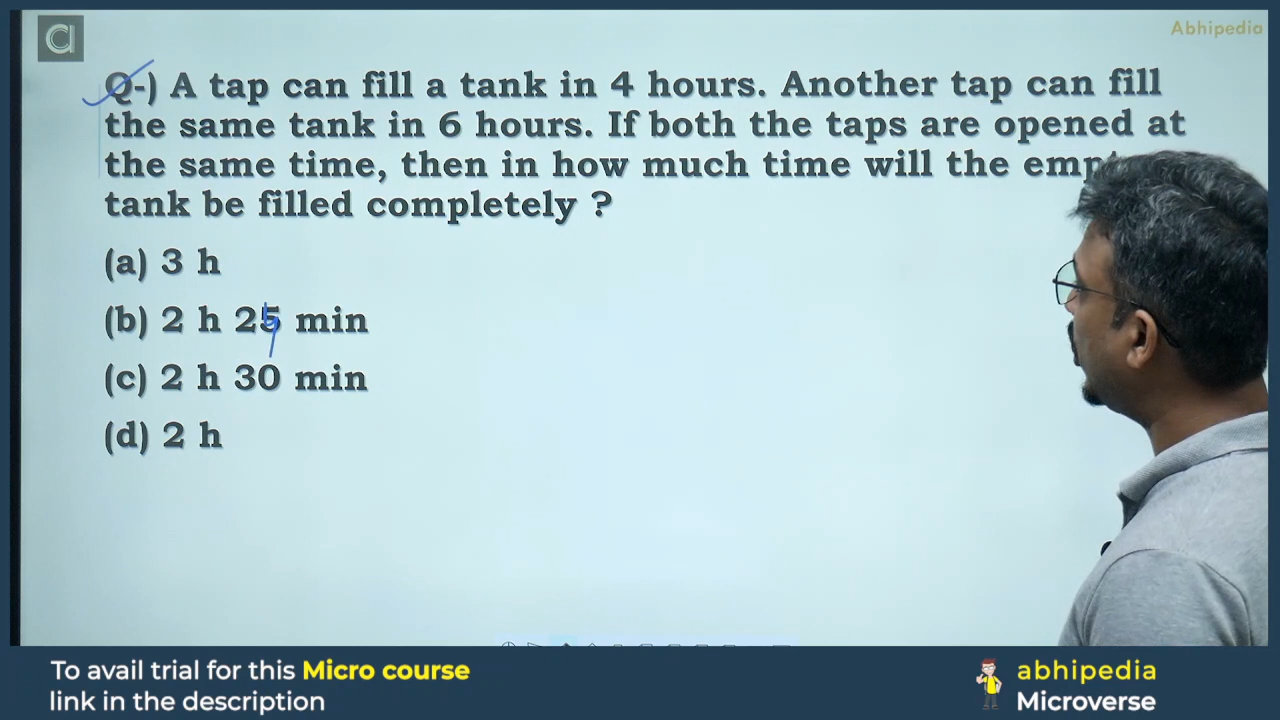 Abhipedia
Q-) A tap can fill a tank in 4 hours. Another tap can fill
the same tank in 6 hours. If both the taps are opened at
the same time, then in how much time will the
tank be filled completely ?
(a) 3 h
(b) 2 h 24 min
(c) 2 h 30 min
(d) 2 h
To avail trial for this Micro course
link in the description
abhipedia
Microverse